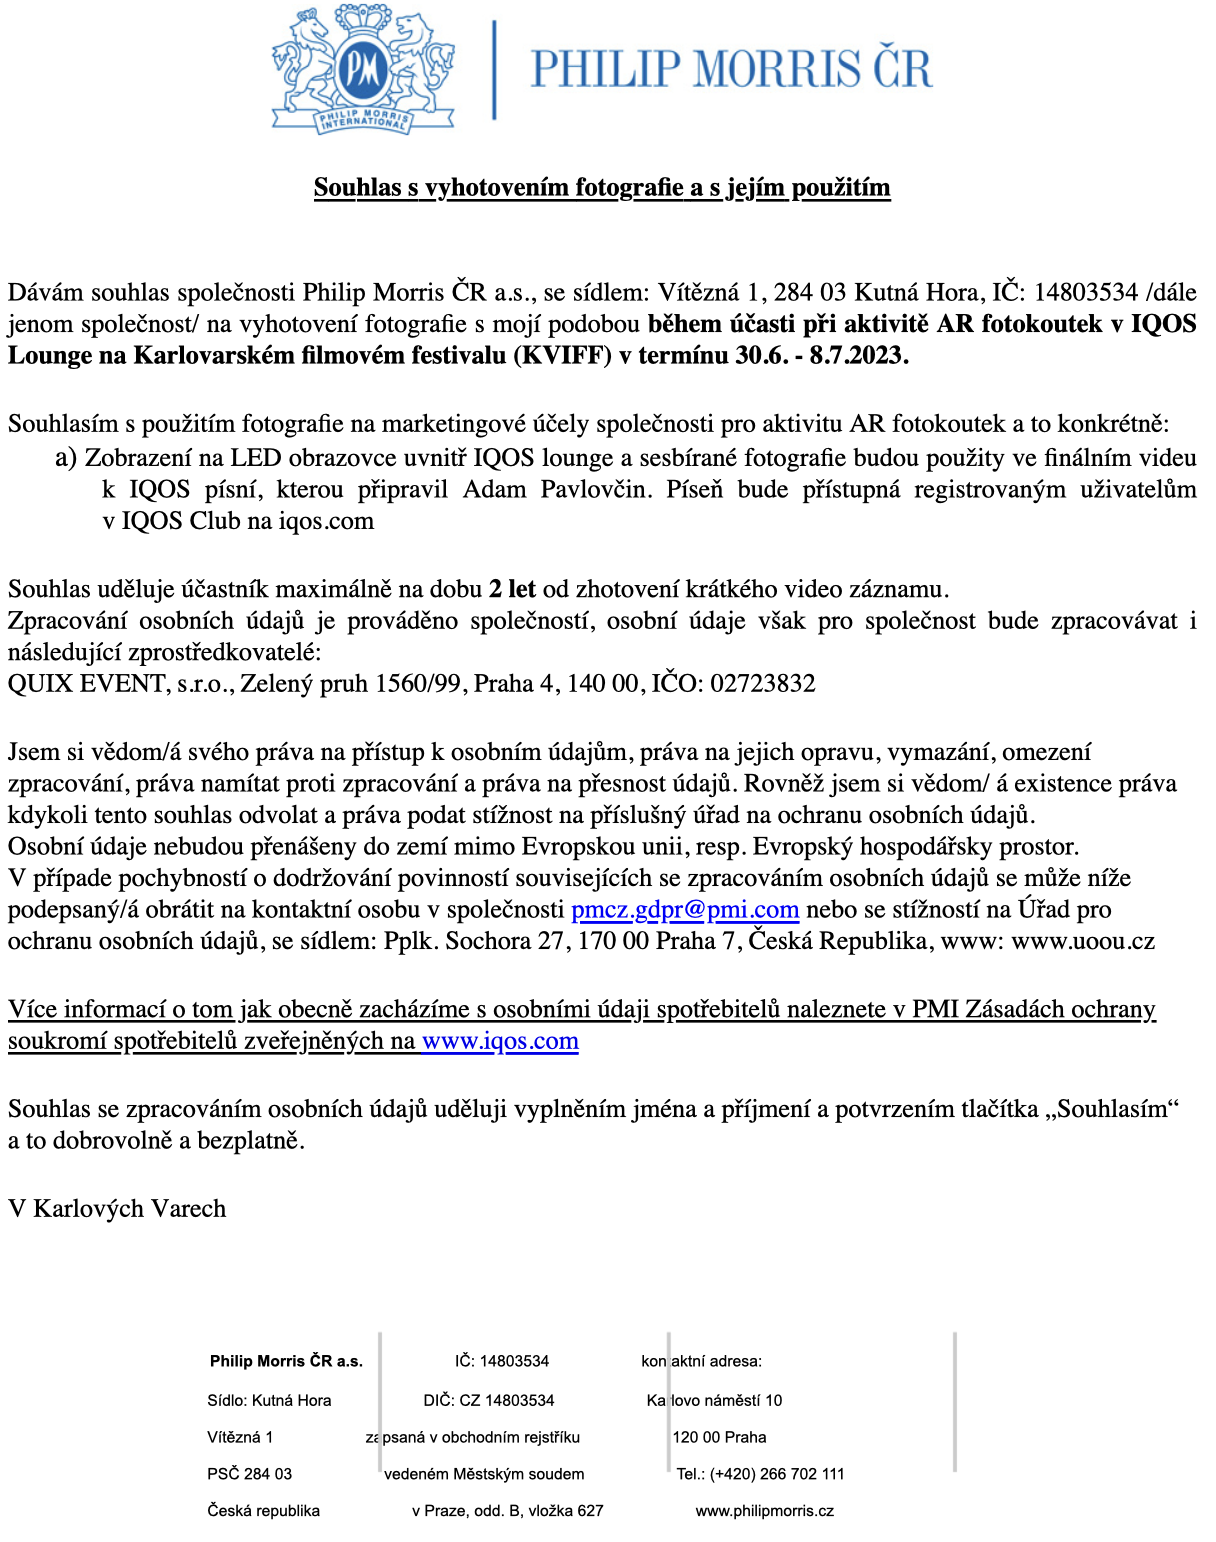 PM
PHILIP MORRIS
INTERNATIONAL
PHILIP MORRIS ČR
Souhlas s vyhotovením fotografie a s jejím použitím
Dávám souhlas společnosti Philip Morris ČR a.s., se sídlem: Vítězná 1, 284 03 Kutná Hora, IČ: 14803534 /dále
jenom společnost/ na vyhotovení fotografie s mojí podobou během účasti při aktivitě AR fotokoutek v IQOS
Lounge na Karlovarském filmovém festivalu (KVIFF) v termínu 30.6. - 8.7.2023.
Souhlasím s použitím fotografie na marketingové účely společnosti pro aktivitu AR fotokoutek a to konkrétně:
a) Zobrazení na LED obrazovce uvnitř IQOS lounge a sesbírané fotografie budou použity ve finálním videu
k IQOS písní, kterou připravil Adam Pavlovčin. Píseň bude přístupná registrovaným uživatelům
v IQOS Club na iqos.com
Souhlas uděluje účastník maximálně na dobu 2 let od zhotovení krátkého video záznamu.
Zpracování osobních údajů je prováděno společností, osobní údaje však pro společnost bude zpracovávat i
následující zprostředkovatelé:
QUIX EVENT, s.r.o., Zelený pruh 1560/99, Praha 4, 140 00, IČO: 02723832
Jsem si vědom/á svého práva na přístup k osobním údajům, práva na jejich opravu, vymazání, omezení
zpracování, práva namítat proti zpracování a práva na přesnost údajů. Rovněž jsem si vědom/ á existence práva
kdykoli tento souhlas odvolat a práva podat stížnost na příslušný úřad na ochranu osobních údajů.
Osobní údaje nebudou přenášeny do zemí mimo Evropskou unii, resp. Evropský hospodářsky prostor.
V případe pochybností o dodržování povinností souvisejících se zpracováním osobních údajů se může níže
podepsaný/á obrátit na kontaktní osobu v společnosti pmcz.gdpr@pmi.com nebo se stížností na Úřad pro
ochranu osobních údajů, se sídlem: Pplk. Sochora 27, 170 00 Praha 7, Česká Republika, www: www.uoou.cz
Více informací o tom jak obecně zacházíme s osobními údaji spotřebitelů naleznete v PMI Zásadách ochrany
soukromí spotřebitelů zveřejněných na www.iqos.com
Souhlas se zpracováním osobních údajů uděluji vyplněním jména a příjmení a potvrzením tlačítka „Souhlasím“
a to dobrovolně a bezplatně.
V Karlových Varech
Philip Morris ČR a.s. IČ: 14803534 kontaktní adresa:
Sídlo: Kutná Hora DIČ: CZ 14803534 Karlovo náměstí 10
Vítězná 1 zapsaná v obchodním rejstříku 120 00 Praha
PSČ 284 03 vedeném Městským soudem Tel.: (+420) 266 702 111
Česká republika v Praze, odd. B, vložka 627 www.philipmorris.cz